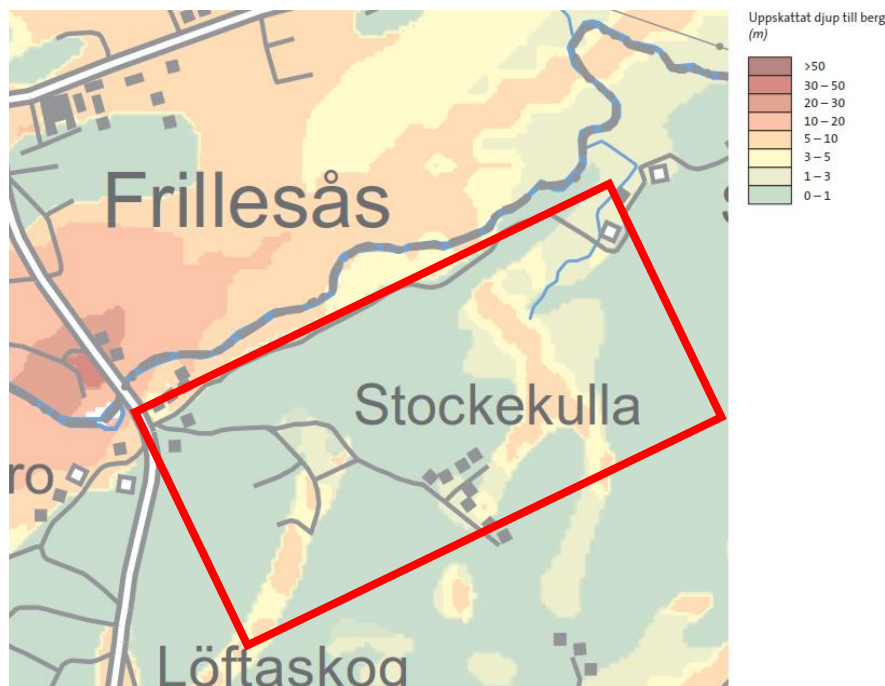 Uppskattat djup till berg
(m)
>50
30 – 50
20 – 30
10 – 20
5 – 10
3 – 5
1 – 3
0 – 1
Frillesås
S
Stockekulla
ro
Löftaskog